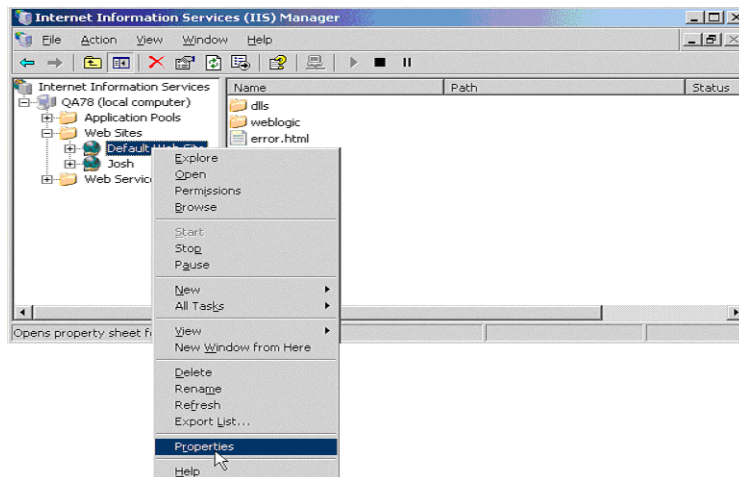 Internet Information Services (IIS) Manager
File Action View Window Help
Internet Information Services
QA78 (local computer)
Application Pools
Web Sites
Default Web Site
Josh
Web Servic
Name Path Status
dlls
weblogic
error.html
Explore
Open
Permissions
Browse
Start
Stop
Pause
New
All Tasks
View
New Window from Here
Delete
Rename
Refresh
Export List...
Properties
Help
Opens property sheet f